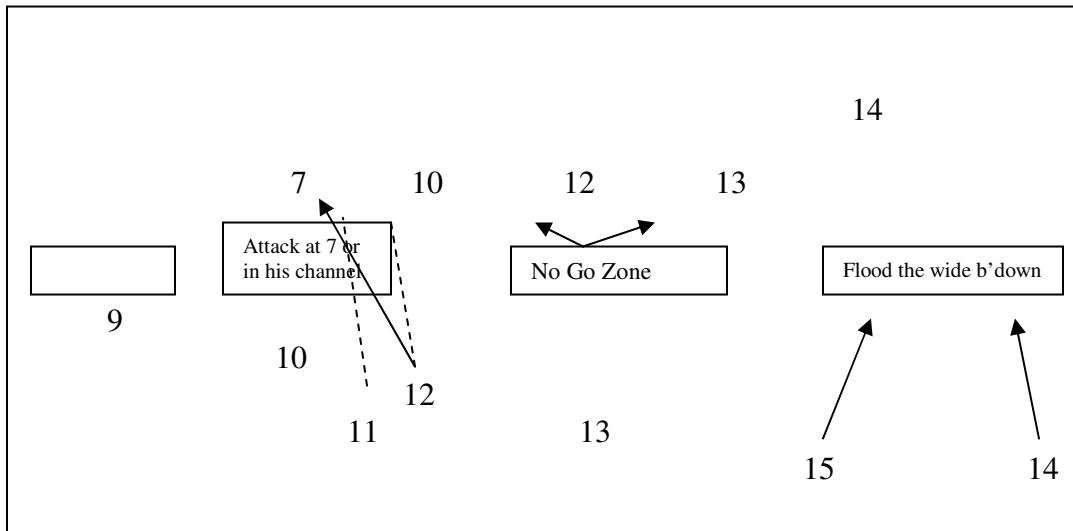 14
7 10 12 13
Attack at 7 or
in his channel
No Go Zone
Flood the wide b'down
9
10
12
11 13
15 14